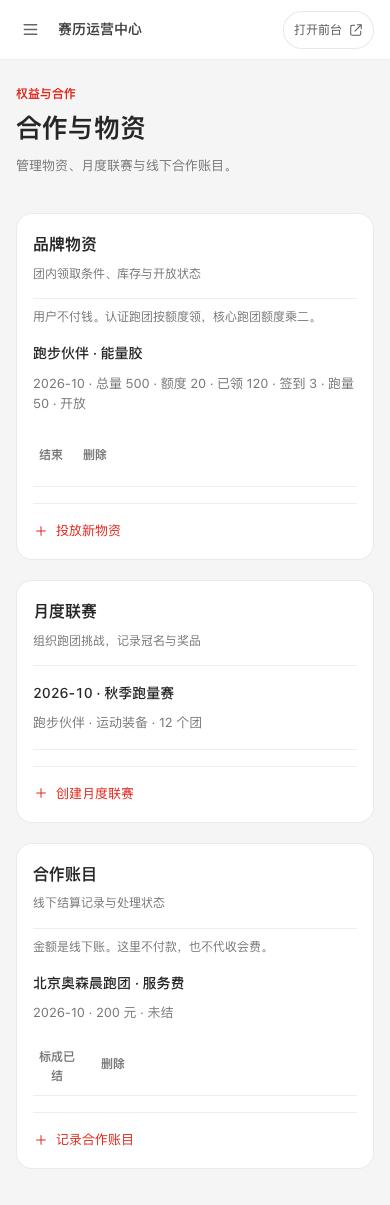 赛历运营中心
打开前台
权益与合作
合作与物资
管理物资、月度联赛与线下合作账目。
品牌物资
团内领取条件、库存与开放状态
用户不付钱。认证跑团按额度领，核心跑团额度乘二。
跑步伙伴 · 能量胶
2026-10 · 总量 500 · 额度 20 · 已领 120 · 签到 3 · 跑量
50 · 开放
结束 删除
+ 投放新物资
月度联赛
组织跑团挑战，记录冠名与奖品
2026-10 · 秋季跑量赛
跑步伙伴 · 运动装备 · 12 个团
+ 创建月度联赛
合作账目
线下结算记录与处理状态
金额是线下账。这里不付款，也不代收会费。
北京奥森晨跑团 · 服务费
2026-10 · 200 元 · 未结
标成已
结
删除
+ 记录合作账目